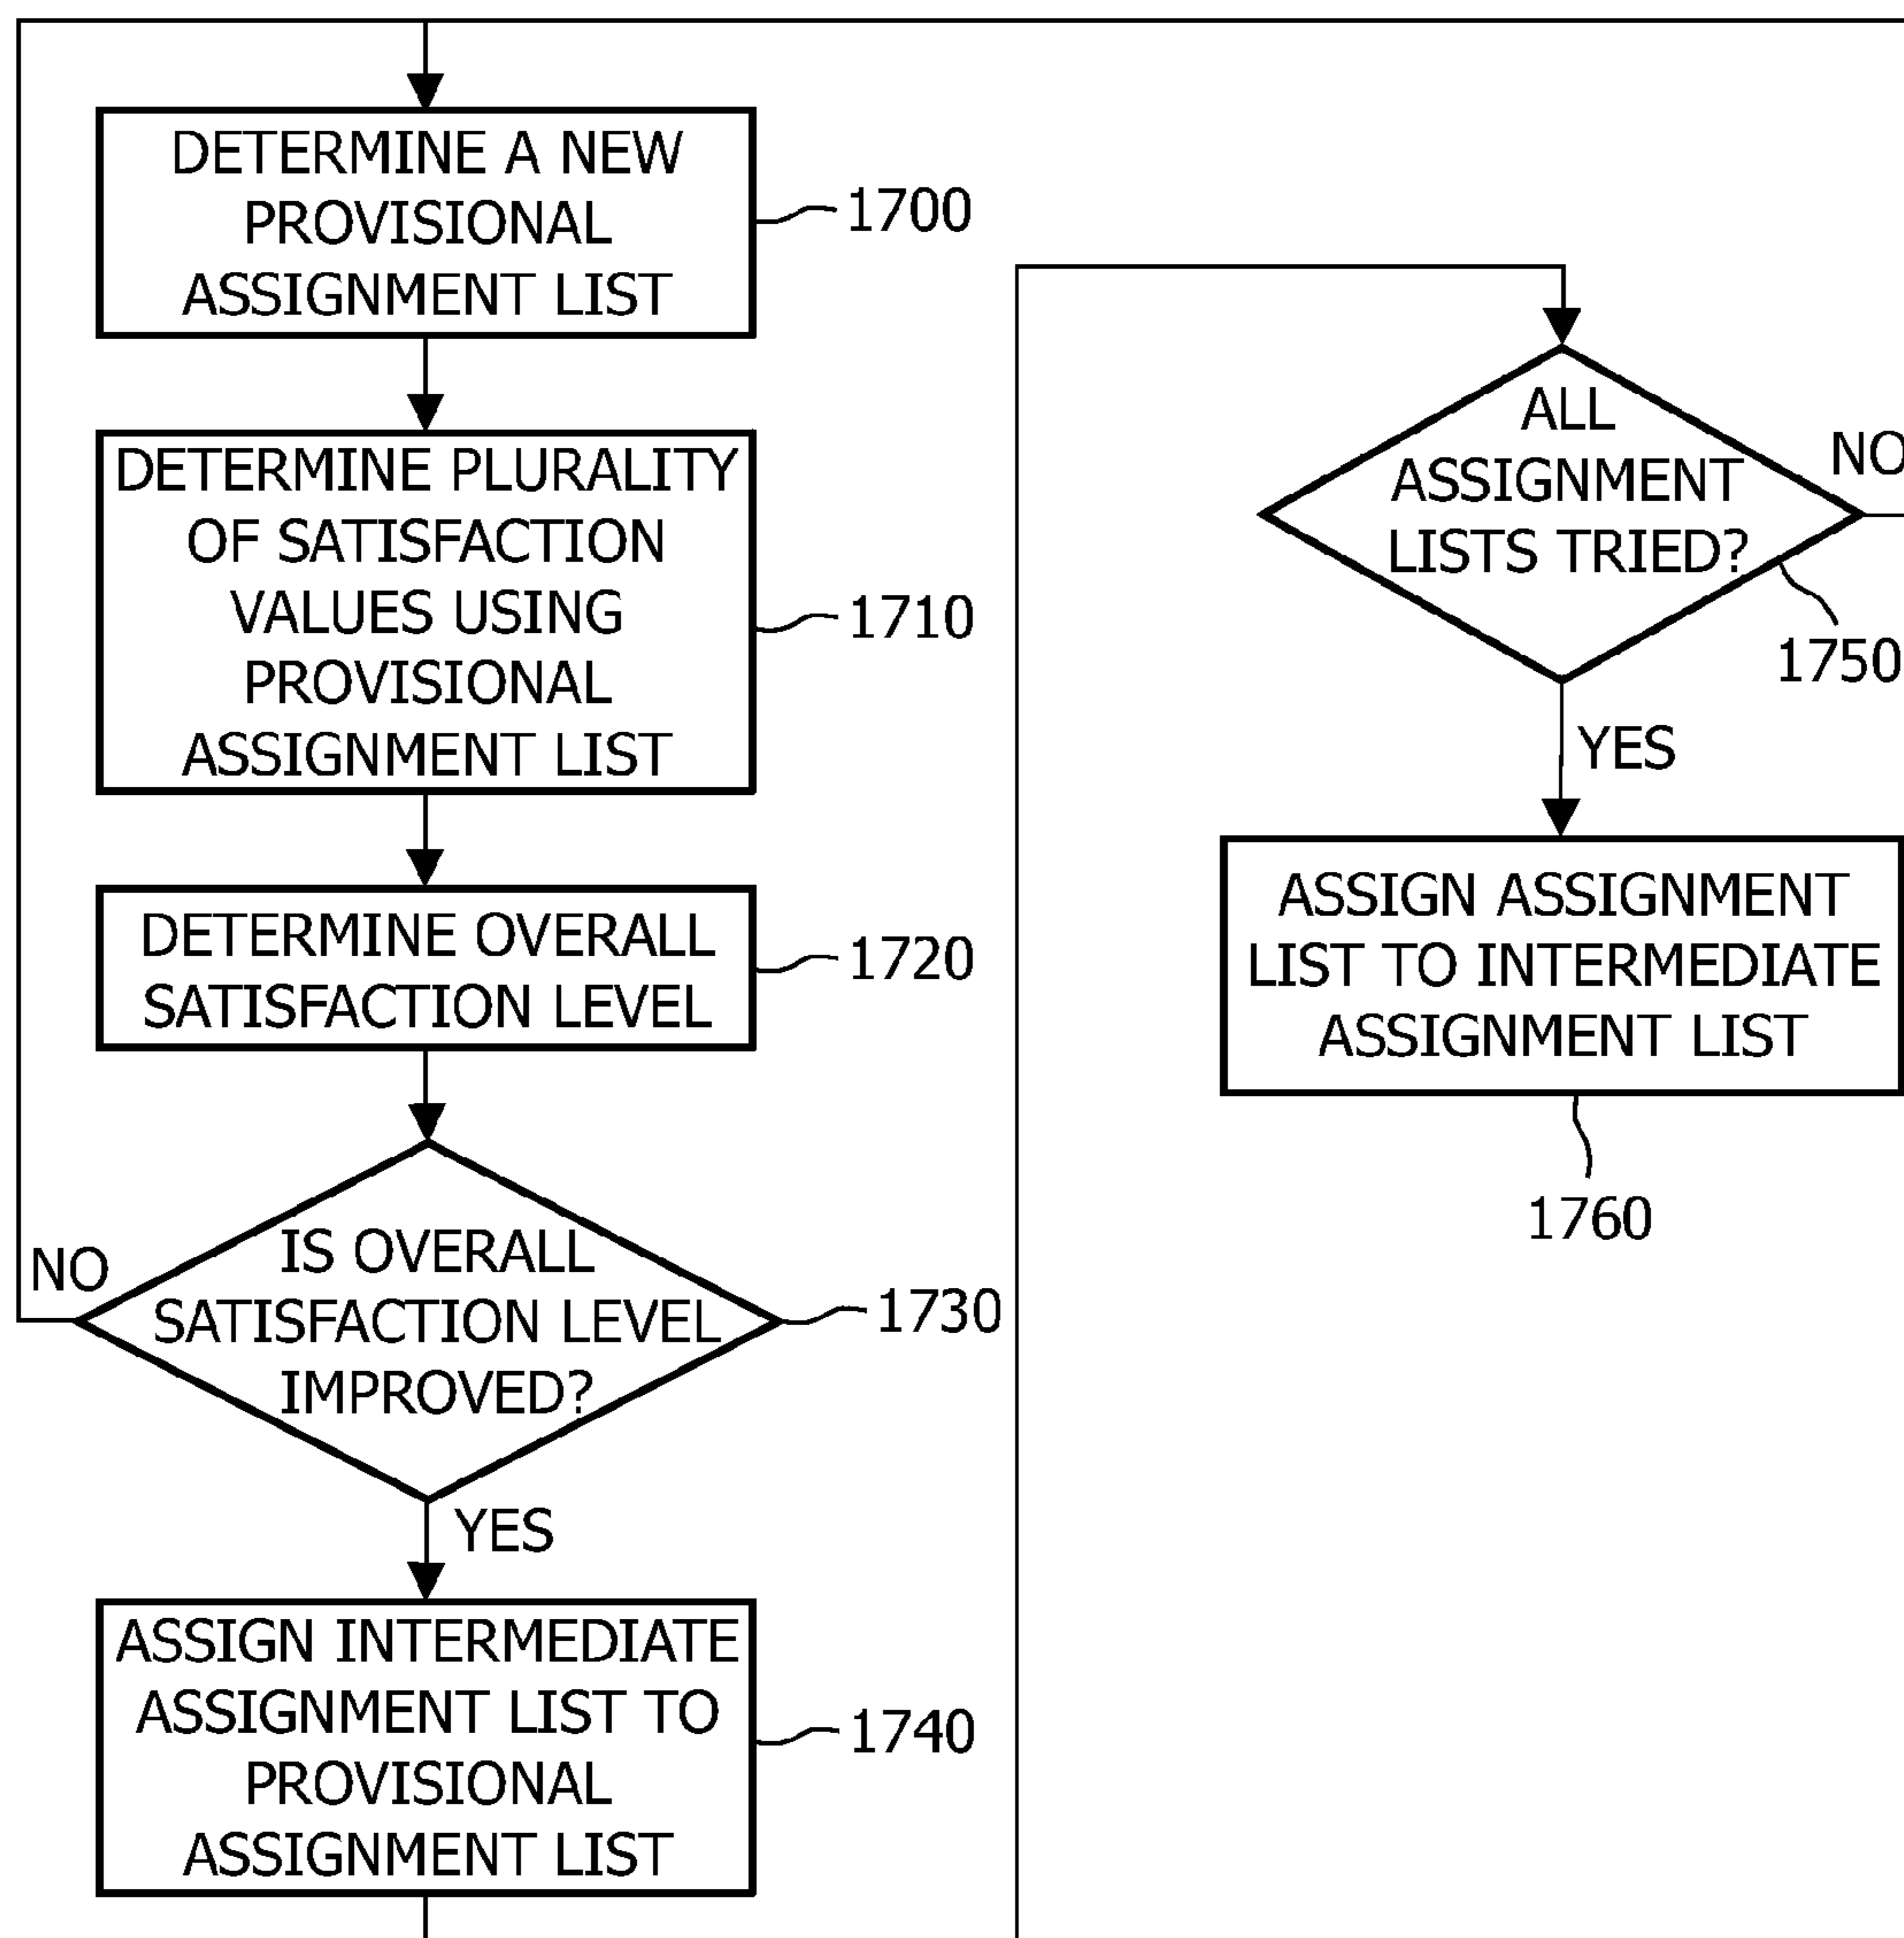 DETERMINE A NEW
PROVISIONAL
ASSIGNMENT LIST
1700
DETERMINE PLURALITY
OF SATISFACTION
VALUES USING
PROVISIONAL
ASSIGNMENT LIST
1710
DETERMINE OVERALL
SATISFACTION LEVEL
1720
IS OVERALL
SATISFACTION LEVEL
IMPROVED?
1730
NO
YES
ASSIGN INTERMEDIATE
ASSIGNMENT LIST TO
PROVISIONAL
ASSIGNMENT LIST
1740
ALL
ASSIGNMENT
LISTS TRIED?
NO
1750
YES
ASSIGN ASSIGNMENT
LIST TO INTERMEDIATE
ASSIGNMENT LIST
1760